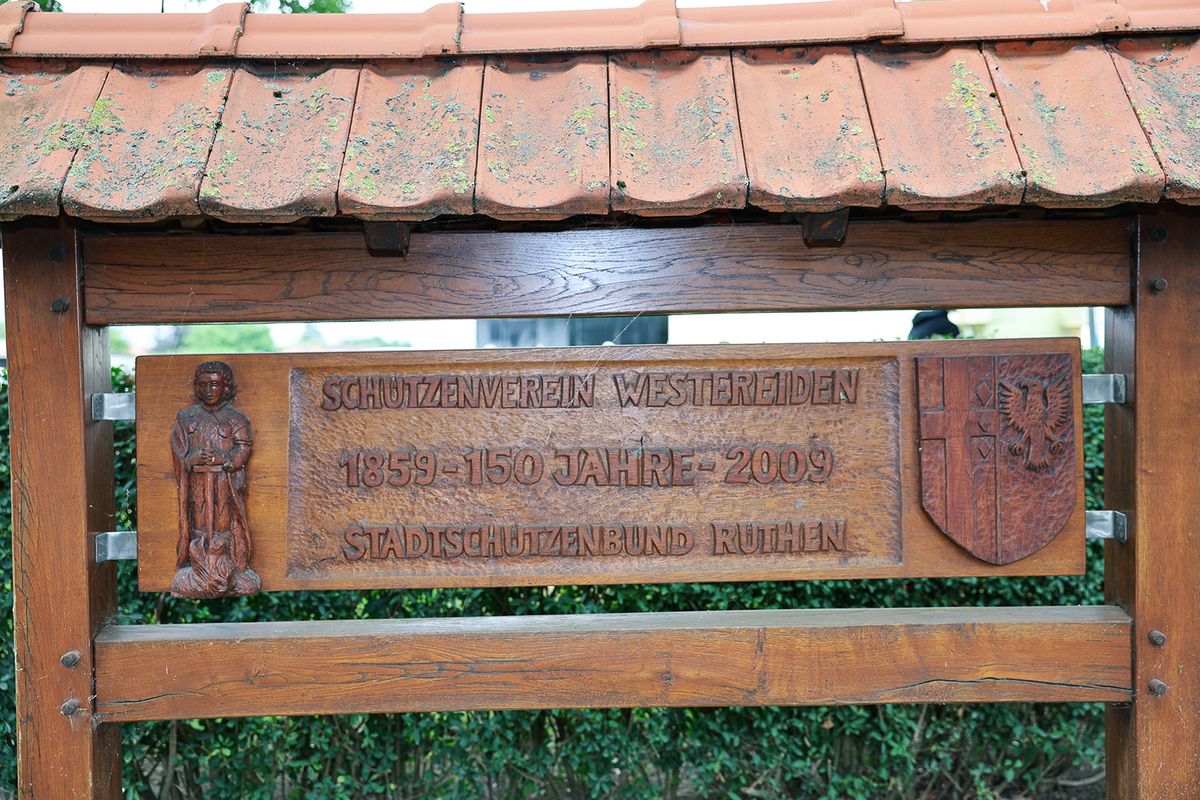 SCHÜTZENVEREIN WESTEREIDEN
1859-150 JAHRE-2009
STADTSCHÜTZENBUND RÜTHEN